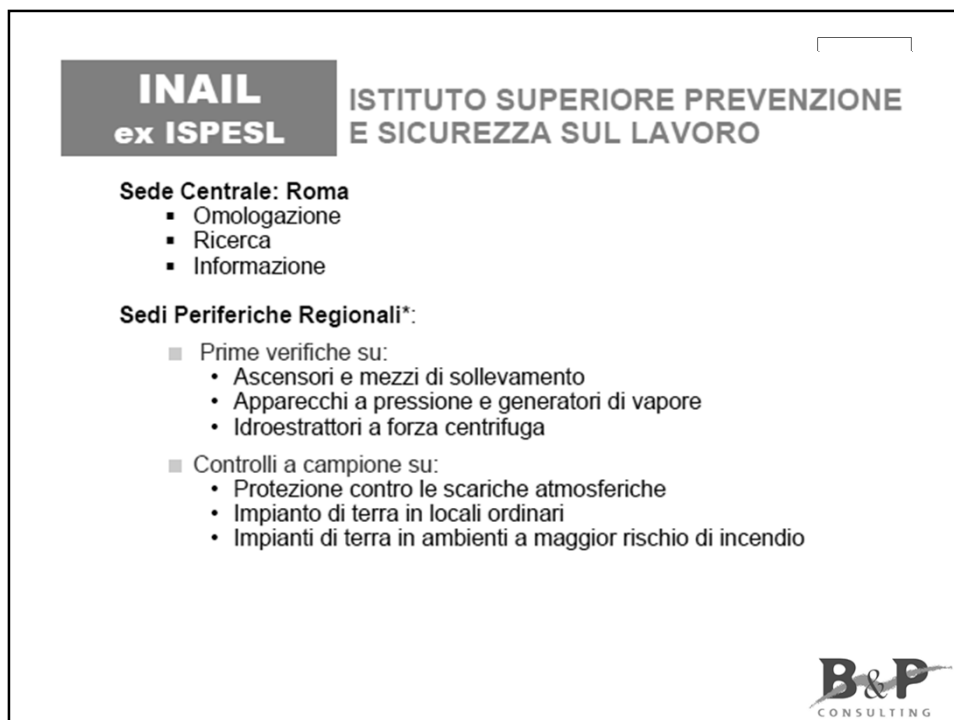 INAIL
ex ISPESL
ISTITUTO SUPERIORE PREVENZIONE
E SICUREZZA SUL LAVORO
Sede Centrale: Roma
▪ Omologazione
▪ Ricerca
▪ Informazione
Sedi Periferiche Regionali*:
■ Prime verifiche su:
• Ascensori e mezzi di sollevamento
• Apparecchi a pressione e generatori di vapore
• Idroestrattori a forza centrifuga
■ Controlli a campione su:
• Protezione contro le scariche atmosferiche
• Impianto di terra in locali ordinari
• Impianti di terra in ambienti a maggior rischio di incendio
B&P
CONSULTING